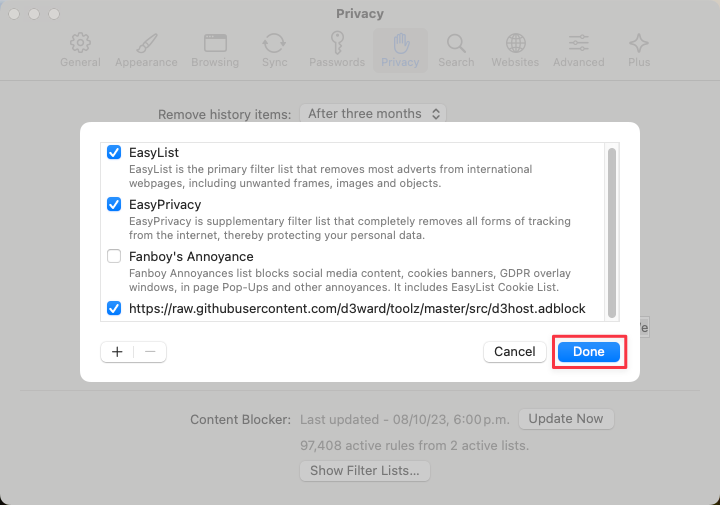 Privacy
General Appearance Browsing Sync Passwords Privacy Search Websites Advanced Plus
Remove history items: After three months
EasyList
EasyList is the primary filter list that removes most adverts from international
webpages, including unwanted frames, images and objects.
EasyPrivacy
EasyPrivacy is supplementary filter list that completely removes all forms of tracking
from the internet, thereby protecting your personal data.
Fanboy's Annoyance
Fanboy Annoyances list blocks social media content, cookies banners, GDPR overlay
windows, in page Pop-Ups and other annoyances. It includes EasyList Cookie List.
https://raw.githubusercontent.com/d3ward/toolz/master/src/d3host.adblock
+ − Cancel Done
Content Blocker: Last updated - 08/10/23, 6:00 p.m. Update Now
97,408 active rules from 2 active lists.
Show Filter Lists...